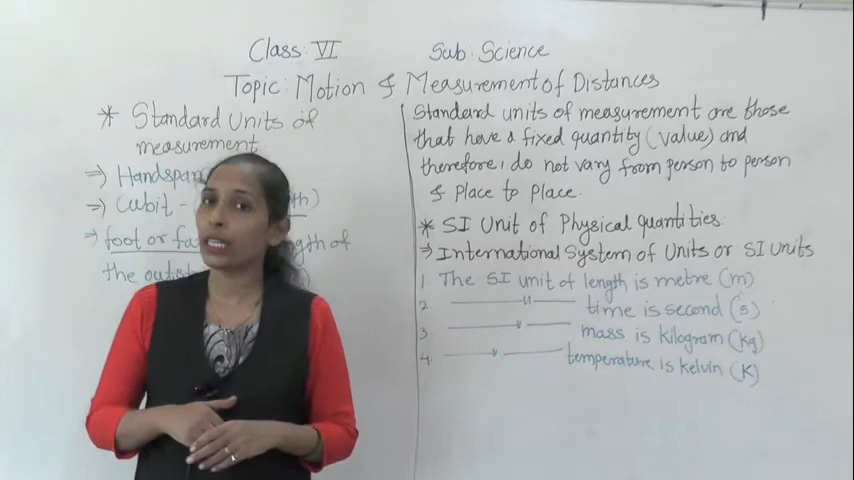 Class: VI Sub: Science
Topic: Motion & Measurement of Distances
* Standard Units of
measurement
⇒ Handspan
⇒ Cubit -
⇒ foot or
the
Standard units of measurement are those
that have a fixed quantity (value) and
therefore, do not vary from person to person
& place to place.
* SI Unit of Physical quantities.
⇒ International System of Units or SI Units
1. The SI unit of length is metre (m)
2. ———— 〃 ——— time is second (s)
3. ———— 〃 ——— mass is kilogram (kg)
4. ———— 〃 ——— temperature is kelvin (K)